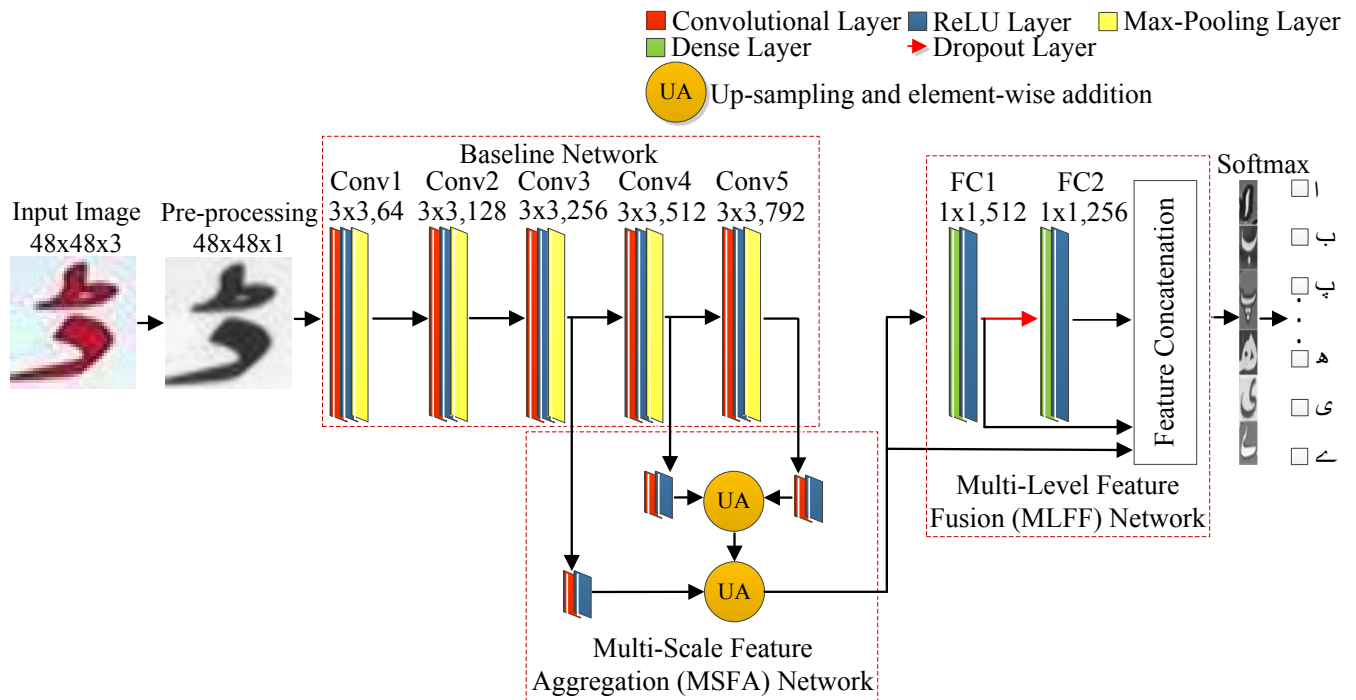 Convolutional Layer ReLU Layer Max-Pooling Layer
Dense Layer Dropout Layer
UA Up-sampling and element-wise addition
Baseline Network
Conv1 Conv2 Conv3 Conv4 Conv5
3x3,64 3x3,128 3x3,256 3x3,512 3x3,792
Input Image
48x48x3
Pre-processing
48x48x1
FC1 FC2
1x1,512 1x1,256
Feature Concatenation
Multi-Level Feature
Fusion (MLFF) Network
UA
UA
Multi-Scale Feature
Aggregation (MSFA) Network
Softmax
ا
ب
پ
ھ
ی
ے